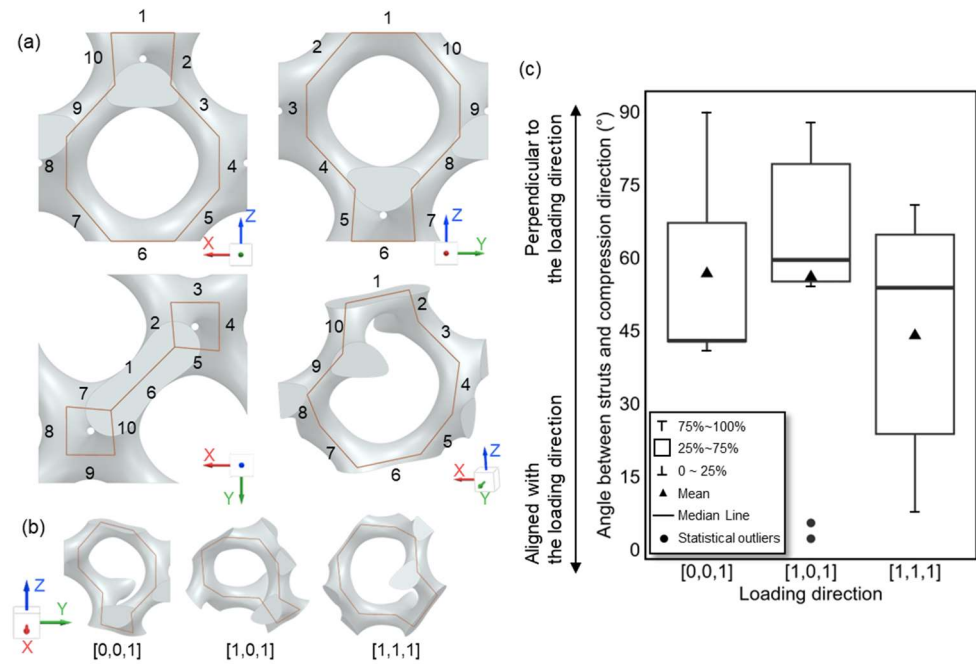 (a)
1
10
2
9
3
8
4
7
5
6
Z
X
1
2
10
3
9
4
8
5
7
6
Z
Y
3
2
4
1
5
7
6
8
10
9
X
Y
1
2
10
3
9
4
8
5
7
6
Z
X
Y
(b)
Z
Y
X
[0,0,1]
[1,0,1]
[1,1,1]
(c)
Perpendicular to
the loading direction
Aligned with
the loading direction
Angle between struts and compression direction (°)
90
75
60
45
30
15
0
75%~100%
25%~75%
0 ~ 25%
Mean
Median Line
Statistical outliers
[0,0,1] [1,0,1] [1,1,1]
Loading direction